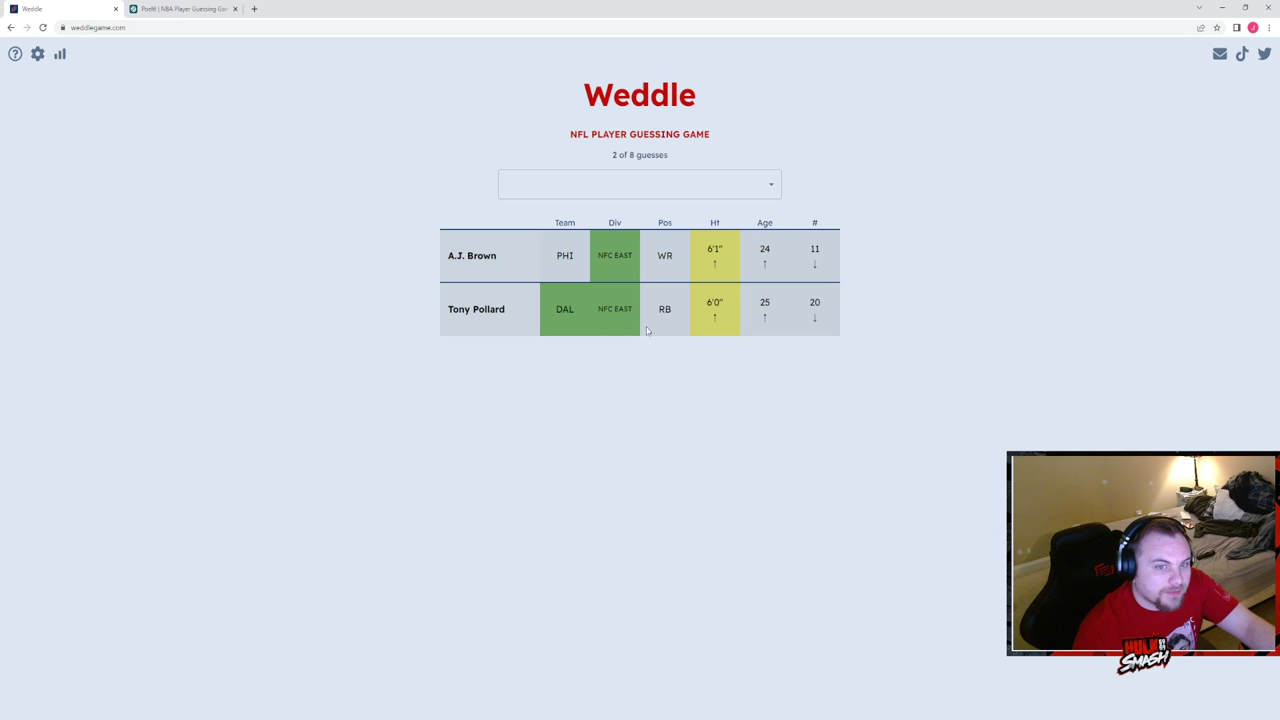 Weddle
Poeltl | NBA Player Guessing Ga
weddlegame.com
J
Weddle
NFL PLAYER GUESSING GAME
2 of 8 guesses
Team Div Pos Ht Age #
A.J. Brown PHI NFC EAST WR 6'1" 24 11
↑ ↑ ↓
Tony Pollard DAL NFC EAST RB 6'0" 25 20
↑ ↑ ↓
HULK
SMASH